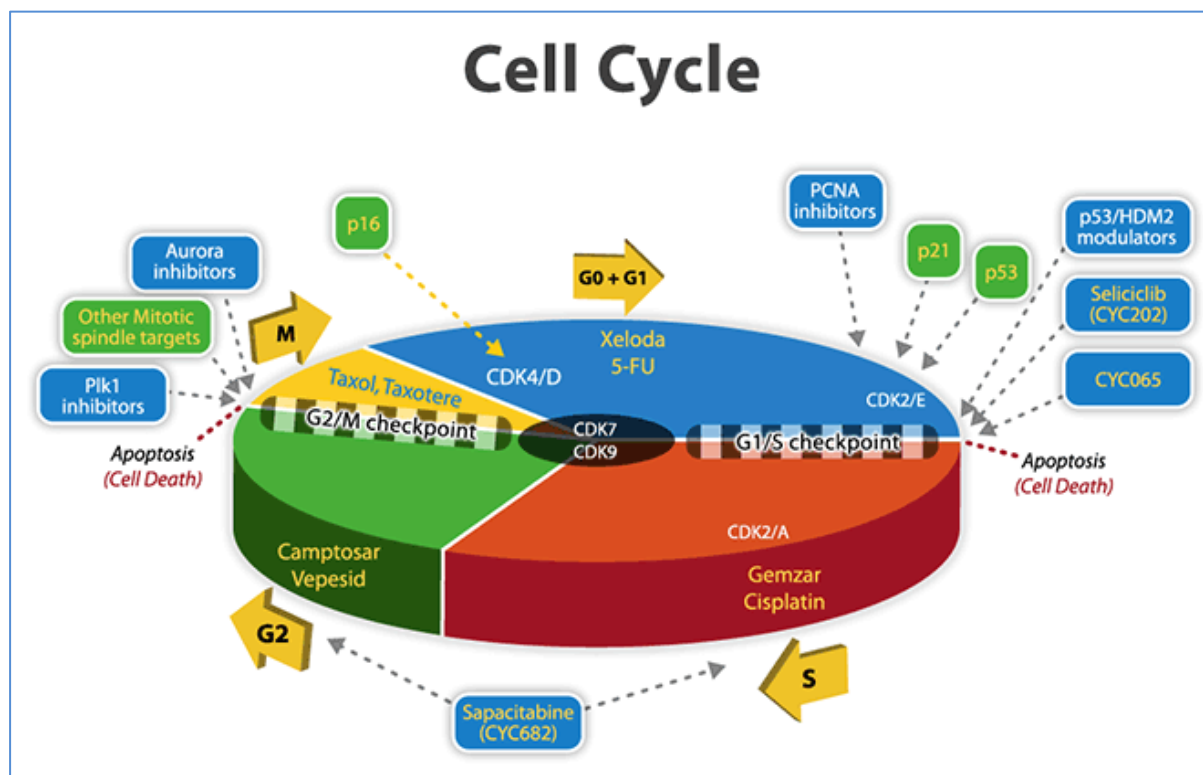 Cell Cycle
PCNA
inhibitors
p53/HDM2
modulators
p16
p21
p53
Aurora
inhibitors
G0 + G1
Seliciclib
(CYC202)
Other Mitotic
spindle targets
M
Xeloda
5-FU
CYC065
Plk1
inhibitors
Taxol, Taxotere
CDK4/D
CDK2/E
G2/M checkpoint
CDK7
CDK9
G1/S checkpoint
Apoptosis
(Cell Death)
Apoptosis
(Cell Death)
CDK2/A
Camptosar
Vepesid
Gemzar
Cisplatin
G2
S
Sapacitabine
(CYC682)